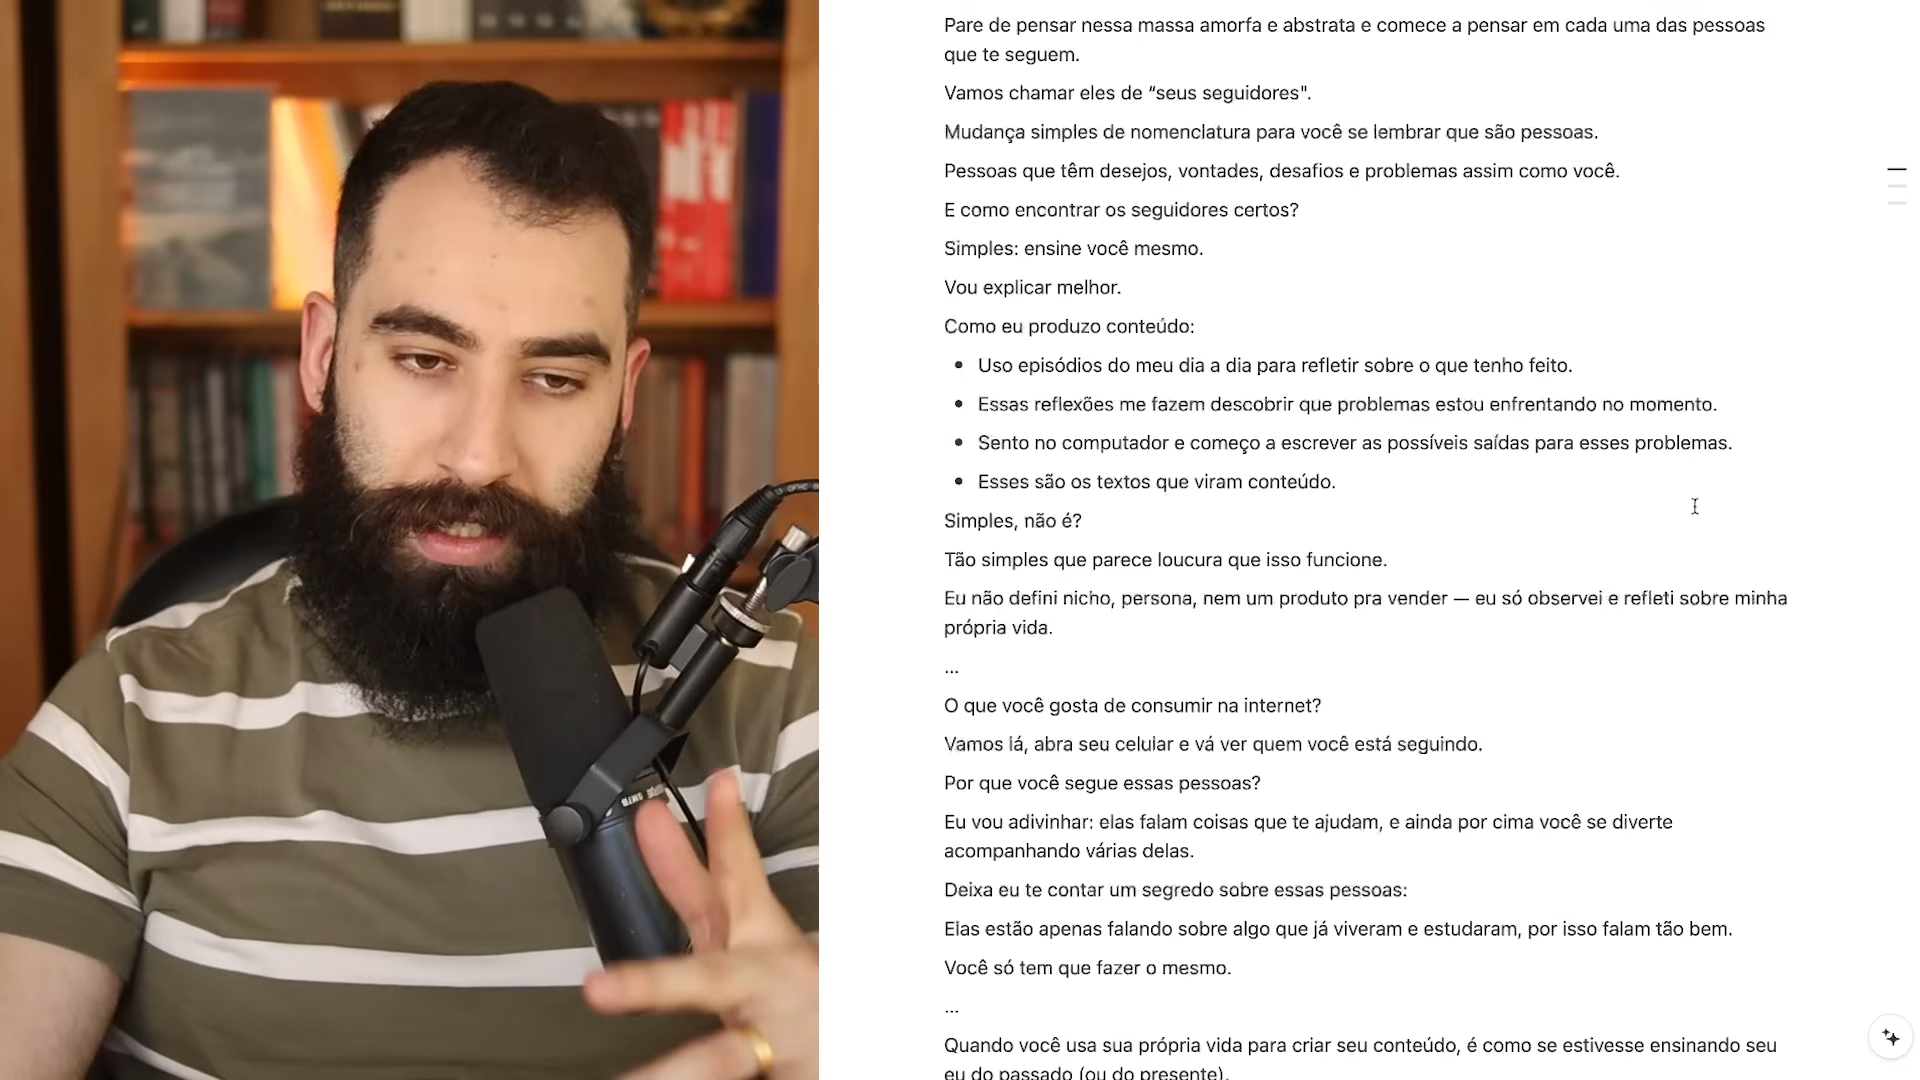 Pare de pensar nessa massa amorfa e abstrata e comece a pensar em cada uma das pessoas
que te seguem.
Vamos chamar eles de “seus seguidores".
Mudança simples de nomenclatura para você se lembrar que são pessoas.
Pessoas que têm desejos, vontades, desafios e problemas assim como você.
E como encontrar os seguidores certos?
Simples: ensine você mesmo.
Vou explicar melhor.
Como eu produzo conteúdo:
• Uso episódios do meu dia a dia para refletir sobre o que tenho feito.
• Essas reflexões me fazem descobrir que problemas estou enfrentando no momento.
• Sento no computador e começo a escrever as possíveis saídas para esses problemas.
• Esses são os textos que viram conteúdo.
Simples, não é?
Tão simples que parece loucura que isso funcione.
Eu não defini nicho, persona, nem um produto pra vender — eu só observei e refleti sobre minha
própria vida.
...
O que você gosta de consumir na internet?
Vamos lá, abra seu celular e vá ver quem você está seguindo.
Por que você segue essas pessoas?
Eu vou adivinhar: elas falam coisas que te ajudam, e ainda por cima você se diverte
acompanhando várias delas.
Deixa eu te contar um segredo sobre essas pessoas:
Elas estão apenas falando sobre algo que já viveram e estudaram, por isso falam tão bem.
Você só tem que fazer o mesmo.
...
Quando você usa sua própria vida para criar seu conteúdo, é como se estivesse ensinando seu
eu do passado (ou do presente).